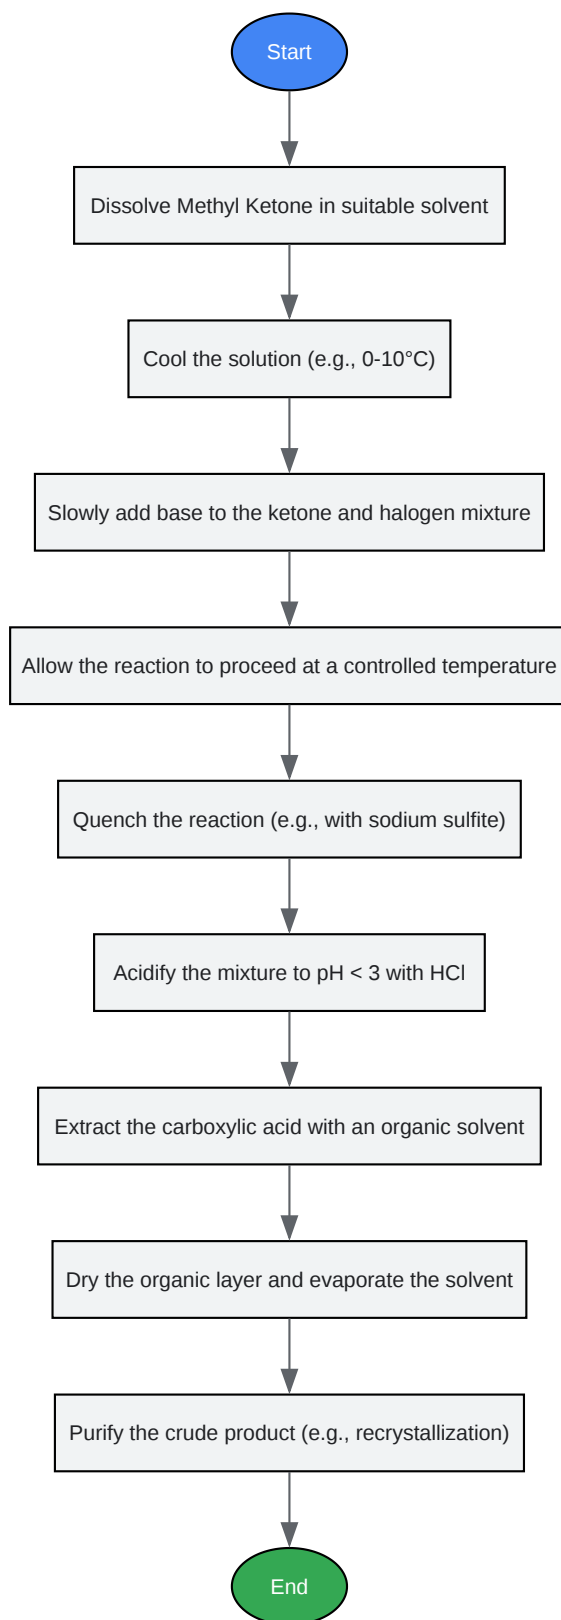 Start
Dissolve Methyl Ketone in suitable solvent
Cool the solution (e.g., 0-10°C)
Slowly add base to the ketone and halogen mixture
Allow the reaction to proceed at a controlled temperature
Quench the reaction (e.g., with sodium sulfite)
Acidify the mixture to pH < 3 with HCl
Extract the carboxylic acid with an organic solvent
Dry the organic layer and evaporate the solvent
Purify the crude product (e.g., recrystallization)
End